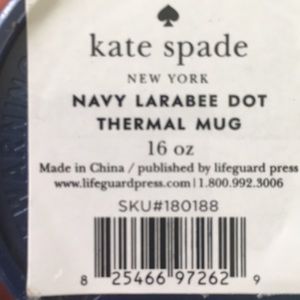 kate spade
NEW YORK
NAVY LARABEE DOT
THERMAL MUG
16 oz
Made in China / published by lifeguard press
www.lifeguardpress.com | 1.800.992.3006
SKU#180188
8 25466 97262 9